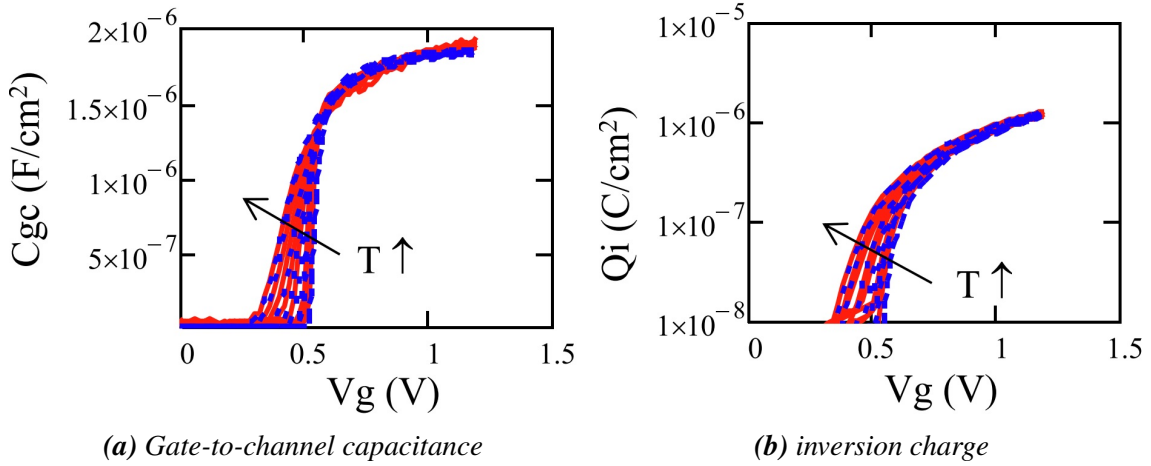 2×10⁻⁶
1.5×10⁻⁶
1×10⁻⁶
5×10⁻⁷
Cgc (F/cm²)
T ↑
0 0.5 1 1.5
Vg (V)
(a) Gate-to-channel capacitance
1×10⁻⁵
1×10⁻⁶
1×10⁻⁷
1×10⁻⁸
Qi (C/cm²)
T ↑
0 0.5 1 1.5
Vg (V)
(b) inversion charge